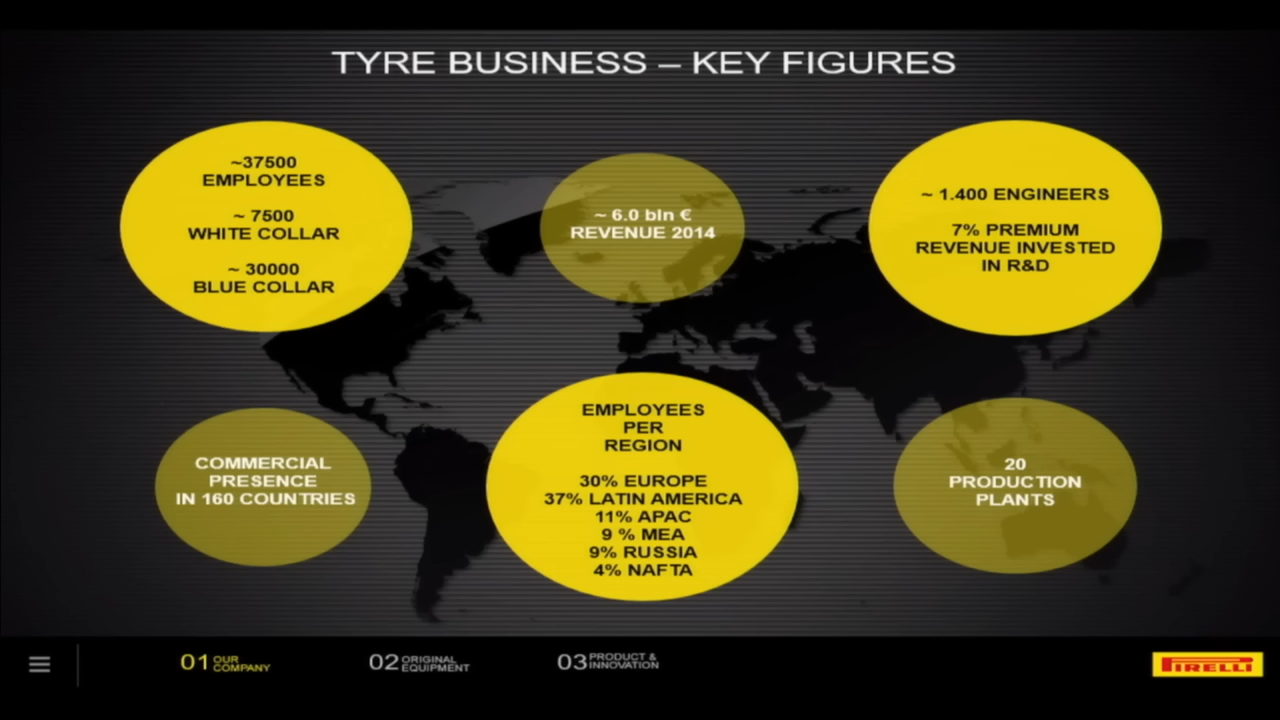 TYRE BUSINESS – KEY FIGURES
~37500
EMPLOYEES
~ 7500
WHITE COLLAR
~ 30000
BLUE COLLAR
~ 6.0 bln €
REVENUE 2014
~ 1.400 ENGINEERS
7% PREMIUM
REVENUE INVESTED
IN R&D
COMMERCIAL
PRESENCE
IN 160 COUNTRIES
EMPLOYEES
PER
REGION
30% EUROPE
37% LATIN AMERICA
11% APAC
9 % MEA
9% RUSSIA
4% NAFTA
20
PRODUCTION
PLANTS
01 OUR
COMPANY
02 ORIGINAL
EQUIPMENT
03 PRODUCT &
INNOVATION
PIRELLI